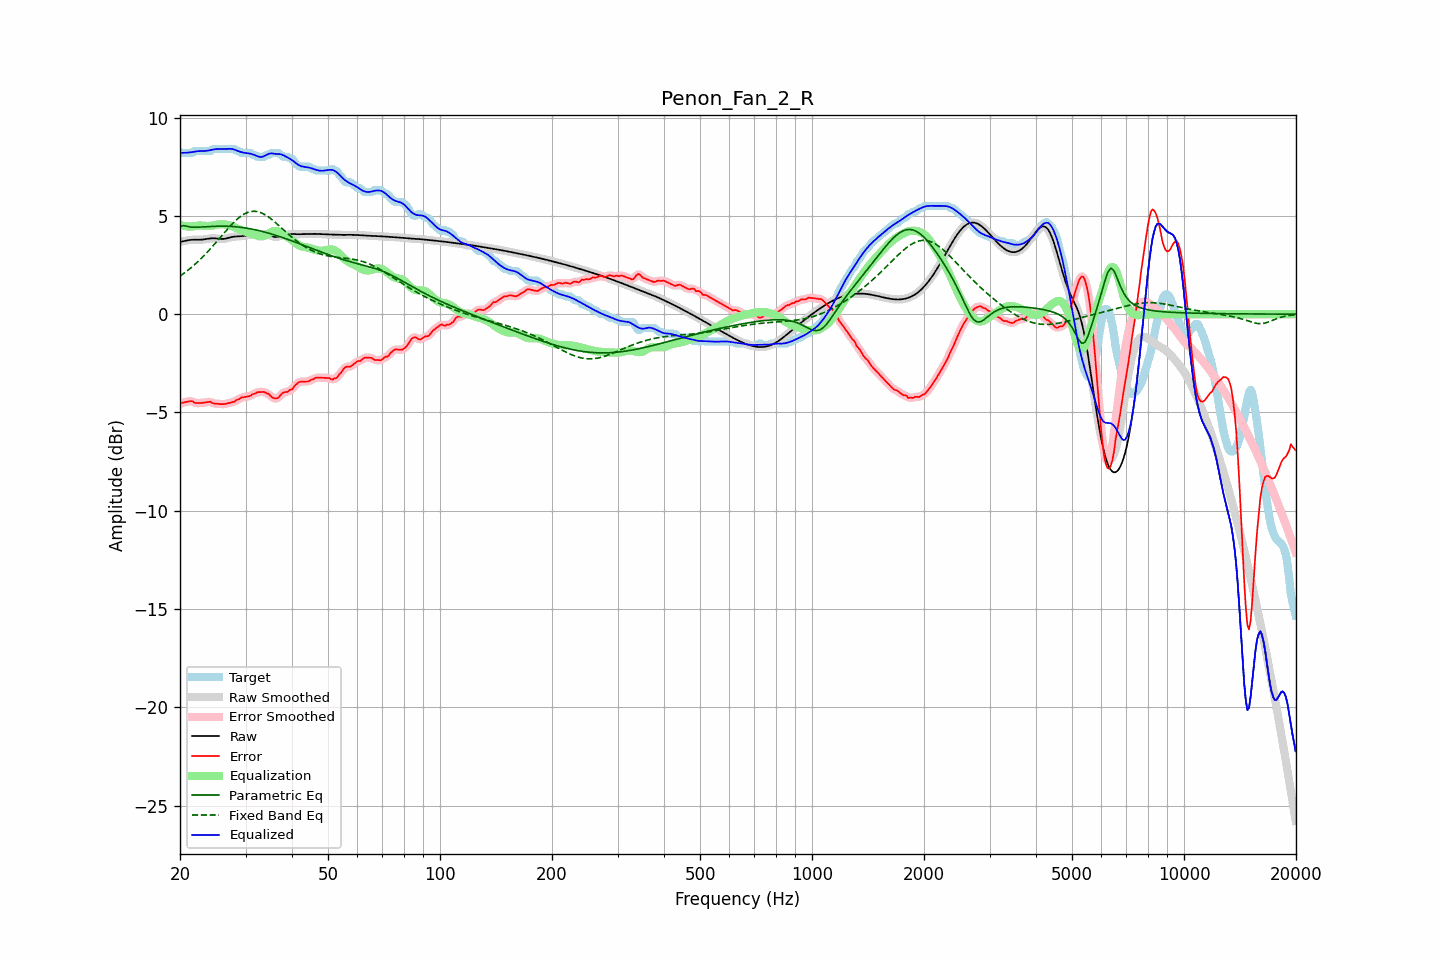 Penon_Fan_2_R
10
5
0
−5
−10
−15
−20
−25
Amplitude (dBr)
Target
Raw Smoothed
Error Smoothed
Raw
Error
Equalization
Parametric Eq
Fixed Band Eq
Equalized
20 50 100 200 500 1000 2000 5000 10000 20000
Frequency (Hz)